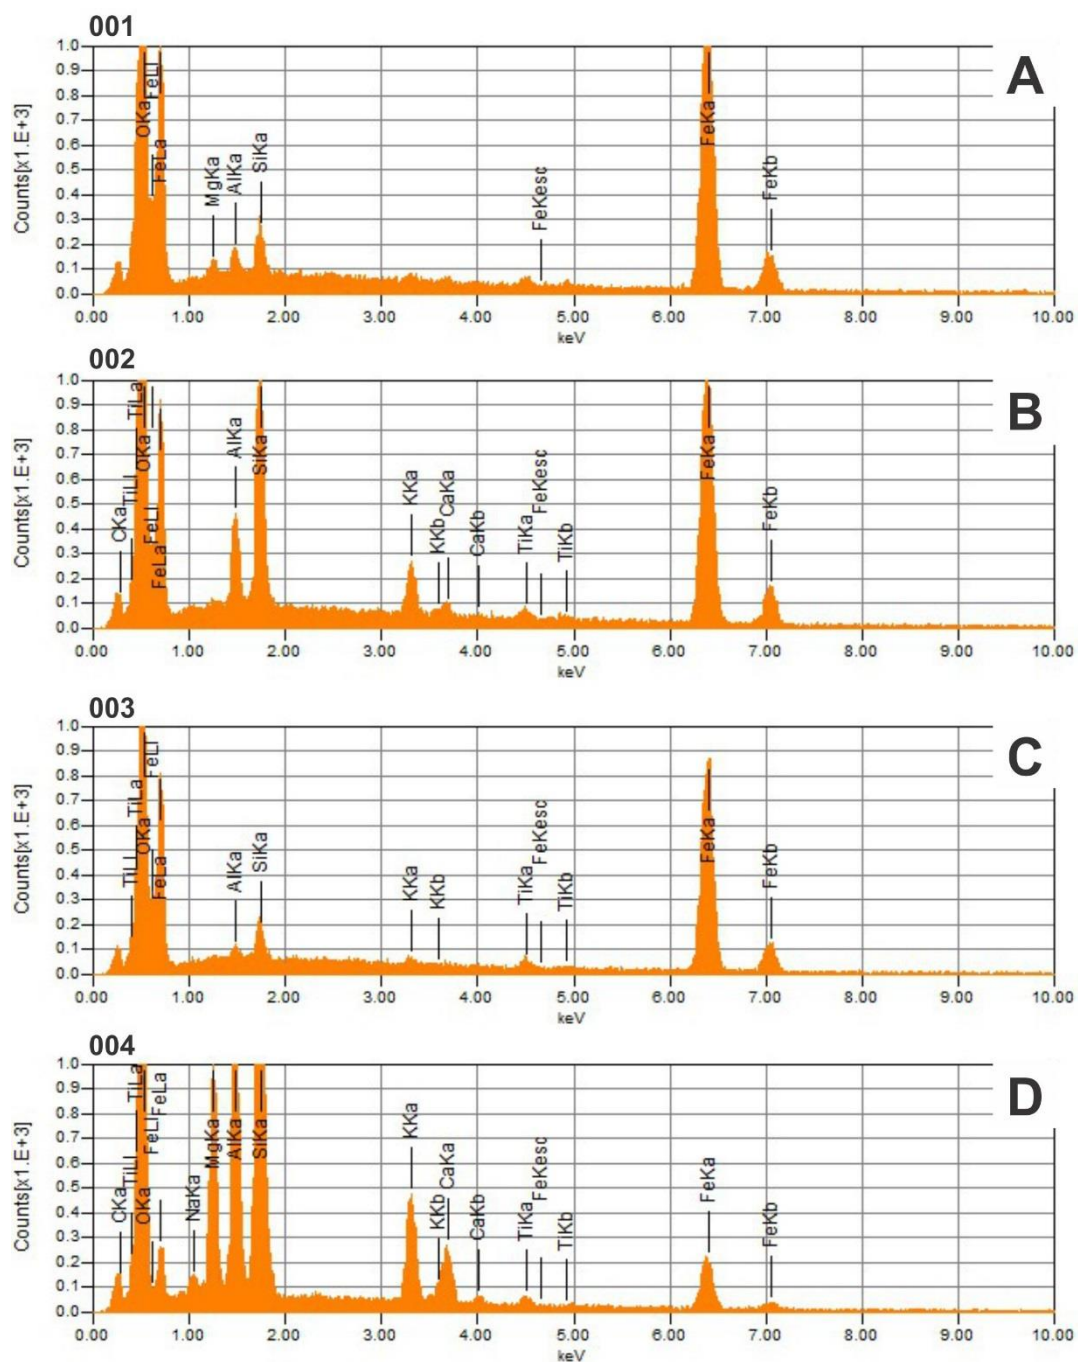 001
A
Counts[x1.E+3]
1.0
0.9
0.8
0.7
0.6
0.5
0.4
0.3
0.2
0.1
0.0
OKa
FeLl
FeLa
MgKa
AlKa
SiKa
FeKesc
FeKa
FeKb
0.00 1.00 2.00 3.00 4.00 5.00 6.00 7.00 8.00 9.00 10.00
keV
002
B
Counts[x1.E+3]
1.0
0.9
0.8
0.7
0.6
0.5
0.4
0.3
0.2
0.1
0.0
CKa
TiLl
TiLa
OKa
FeLl
FeLa
AlKa
SiKa
KKa
KKb
CaKa
CaKb
TiKa
FeKesc
TiKb
FeKa
FeKb
0.00 1.00 2.00 3.00 4.00 5.00 6.00 7.00 8.00 9.00 10.00
keV
003
C
Counts[x1.E+3]
1.0
0.9
0.8
0.7
0.6
0.5
0.4
0.3
0.2
0.1
0.0
TiLl
TiLa
OKa
FeLl
FeLa
AlKa
SiKa
KKa
KKb
TiKa
FeKesc
TiKb
FeKa
FeKb
0.00 1.00 2.00 3.00 4.00 5.00 6.00 7.00 8.00 9.00 10.00
keV
004
D
Counts[x1.E+3]
1.0
0.9
0.8
0.7
0.6
0.5
0.4
0.3
0.2
0.1
0.0
CKa
TiLl
TiLa
OKa
FeLl
FeLa
NaKa
MgKa
AlKa
SiKa
KKa
KKb
CaKa
CaKb
TiKa
FeKesc
TiKb
FeKa
FeKb
0.00 1.00 2.00 3.00 4.00 5.00 6.00 7.00 8.00 9.00 10.00
keV